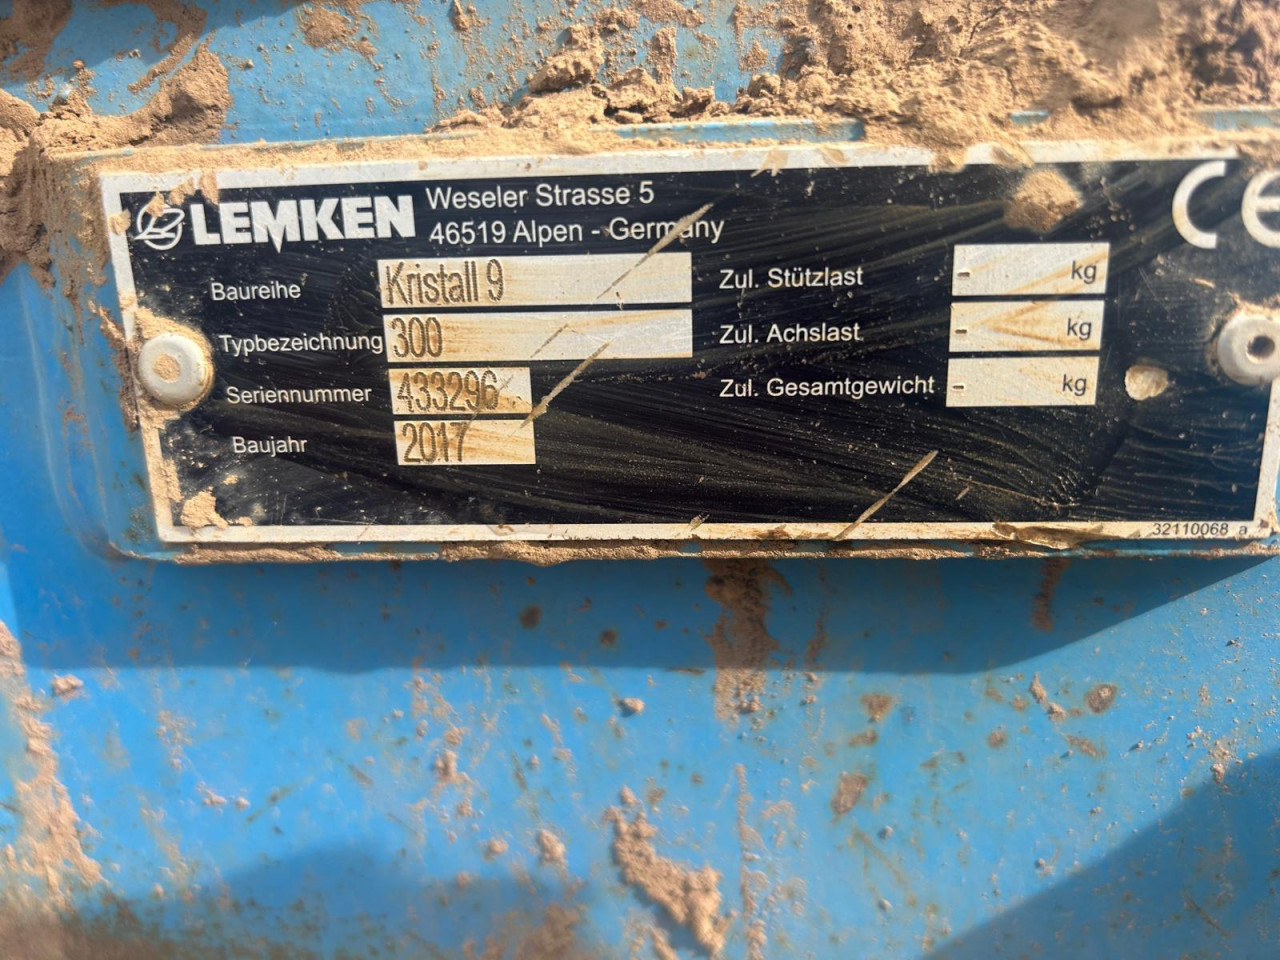 LEMKEN Weseler Strasse 5
46519 Alpen - Germany
CE
Baureihe Kristall 9
Typbezeichnung 300
Seriennummer 433296
Baujahr 2017
Zul. Stützlast - kg
Zul. Achslast - kg
Zul. Gesamtgewicht - kg
32110068 a